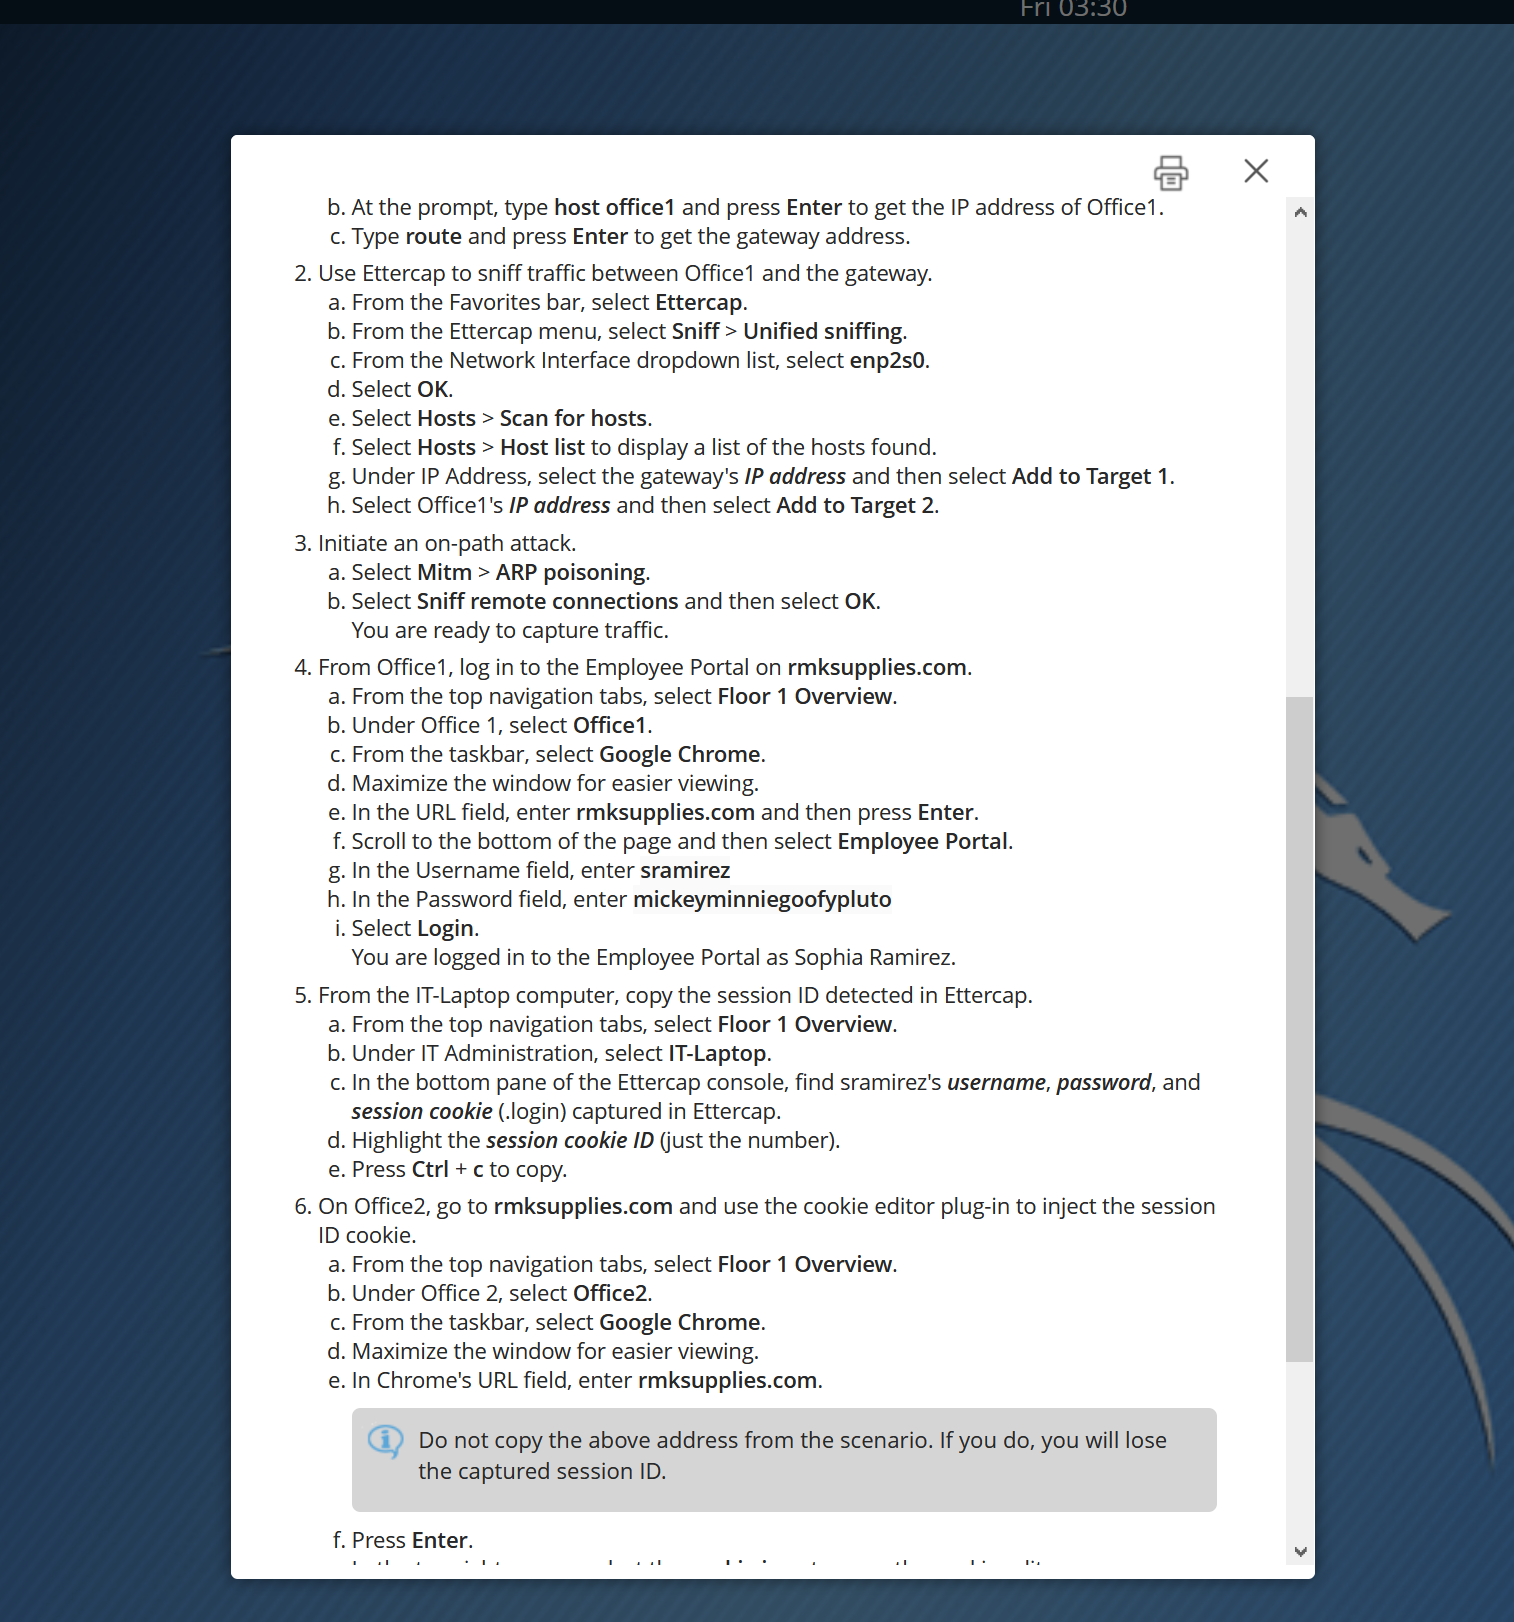 Fri 03:30
b. At the prompt, type host office1 and press Enter to get the IP address of Office1.
c. Type route and press Enter to get the gateway address.
2. Use Ettercap to sniff traffic between Office1 and the gateway.
a. From the Favorites bar, select Ettercap.
b. From the Ettercap menu, select Sniff > Unified sniffing.
c. From the Network Interface dropdown list, select enp2s0.
d. Select OK.
e. Select Hosts > Scan for hosts.
f. Select Hosts > Host list to display a list of the hosts found.
g. Under IP Address, select the gateway's IP address and then select Add to Target 1.
h. Select Office1's IP address and then select Add to Target 2.
3. Initiate an on-path attack.
a. Select Mitm > ARP poisoning.
b. Select Sniff remote connections and then select OK.
You are ready to capture traffic.
4. From Office1, log in to the Employee Portal on rmksupplies.com.
a. From the top navigation tabs, select Floor 1 Overview.
b. Under Office 1, select Office1.
c. From the taskbar, select Google Chrome.
d. Maximize the window for easier viewing.
e. In the URL field, enter rmksupplies.com and then press Enter.
f. Scroll to the bottom of the page and then select Employee Portal.
g. In the Username field, enter sramirez
h. In the Password field, enter mickeyminniegoofypluto
i. Select Login.
You are logged in to the Employee Portal as Sophia Ramirez.
5. From the IT-Laptop computer, copy the session ID detected in Ettercap.
a. From the top navigation tabs, select Floor 1 Overview.
b. Under IT Administration, select IT-Laptop.
c. In the bottom pane of the Ettercap console, find sramirez's username, password, and
session cookie (.login) captured in Ettercap.
d. Highlight the session cookie ID (just the number).
e. Press Ctrl + c to copy.
6. On Office2, go to rmksupplies.com and use the cookie editor plug-in to inject the session
ID cookie.
a. From the top navigation tabs, select Floor 1 Overview.
b. Under Office 2, select Office2.
c. From the taskbar, select Google Chrome.
d. Maximize the window for easier viewing.
e. In Chrome's URL field, enter rmksupplies.com.
Do not copy the above address from the scenario. If you do, you will lose
the captured session ID.
f. Press Enter.